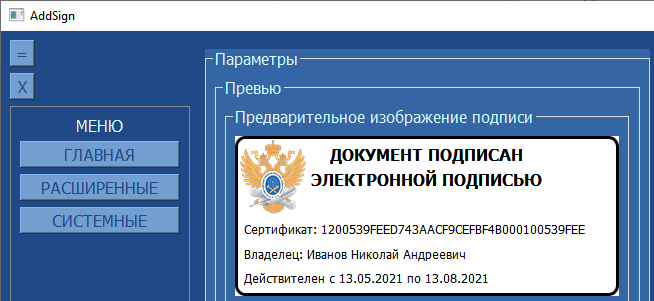 AddSign
=
X
МЕНЮ
ГЛАВНАЯ
РАСШИРЕННЫЕ
СИСТЕМНЫЕ
Параметры
Превью
Предварительное изображение подписи
ДОКУМЕНТ ПОДПИСАН
ЭЛЕКТРОННОЙ ПОДПИСЬЮ
Сертификат: 1200539FEED743AACF9CEFBF4B000100539FEE
Владелец: Иванов Николай Андреевич
Действителен с 13.05.2021 по 13.08.2021